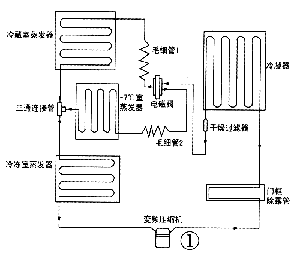 冷藏室蒸发器
毛细管1
冷凝器
-7℃室
蒸发器
电磁阀
三通连接管
干燥过滤器
毛细管2
冷冻室蒸发器
门框
除露管
变频压缩机
①